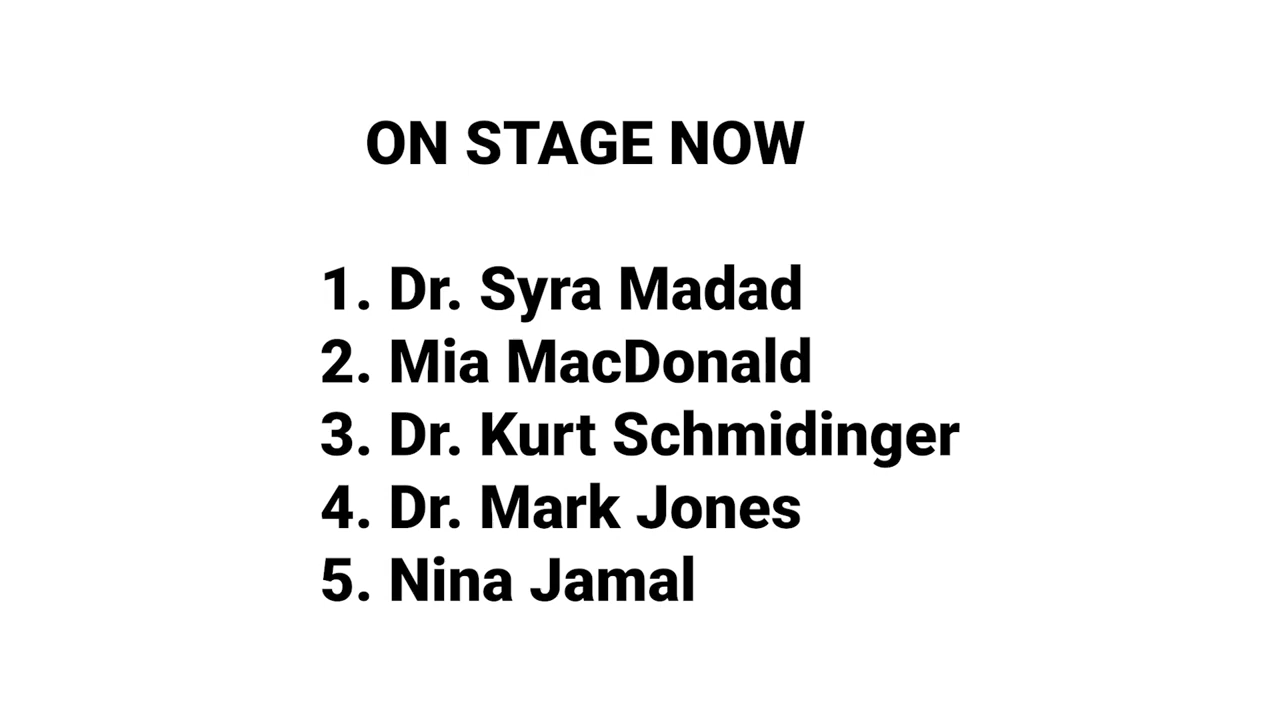 ON STAGE NOW
1. Dr. Syra Madad
2. Mia MacDonald
3. Dr. Kurt Schmidinger
4. Dr. Mark Jones
5. Nina Jamal